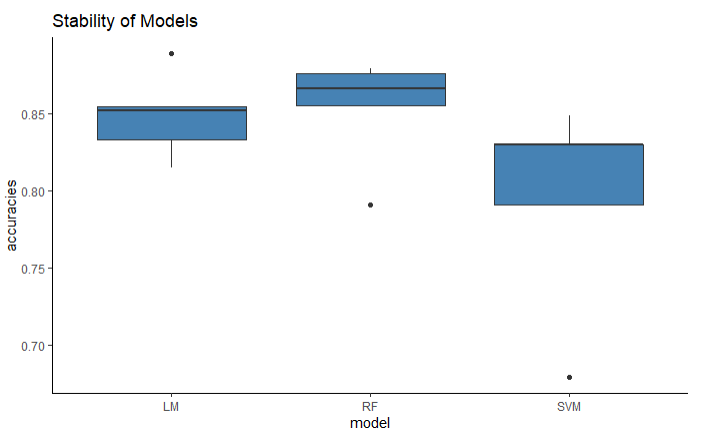 Stability of Models
accuracies
0.85
0.80
0.75
0.70
LM
RF
SVM
model